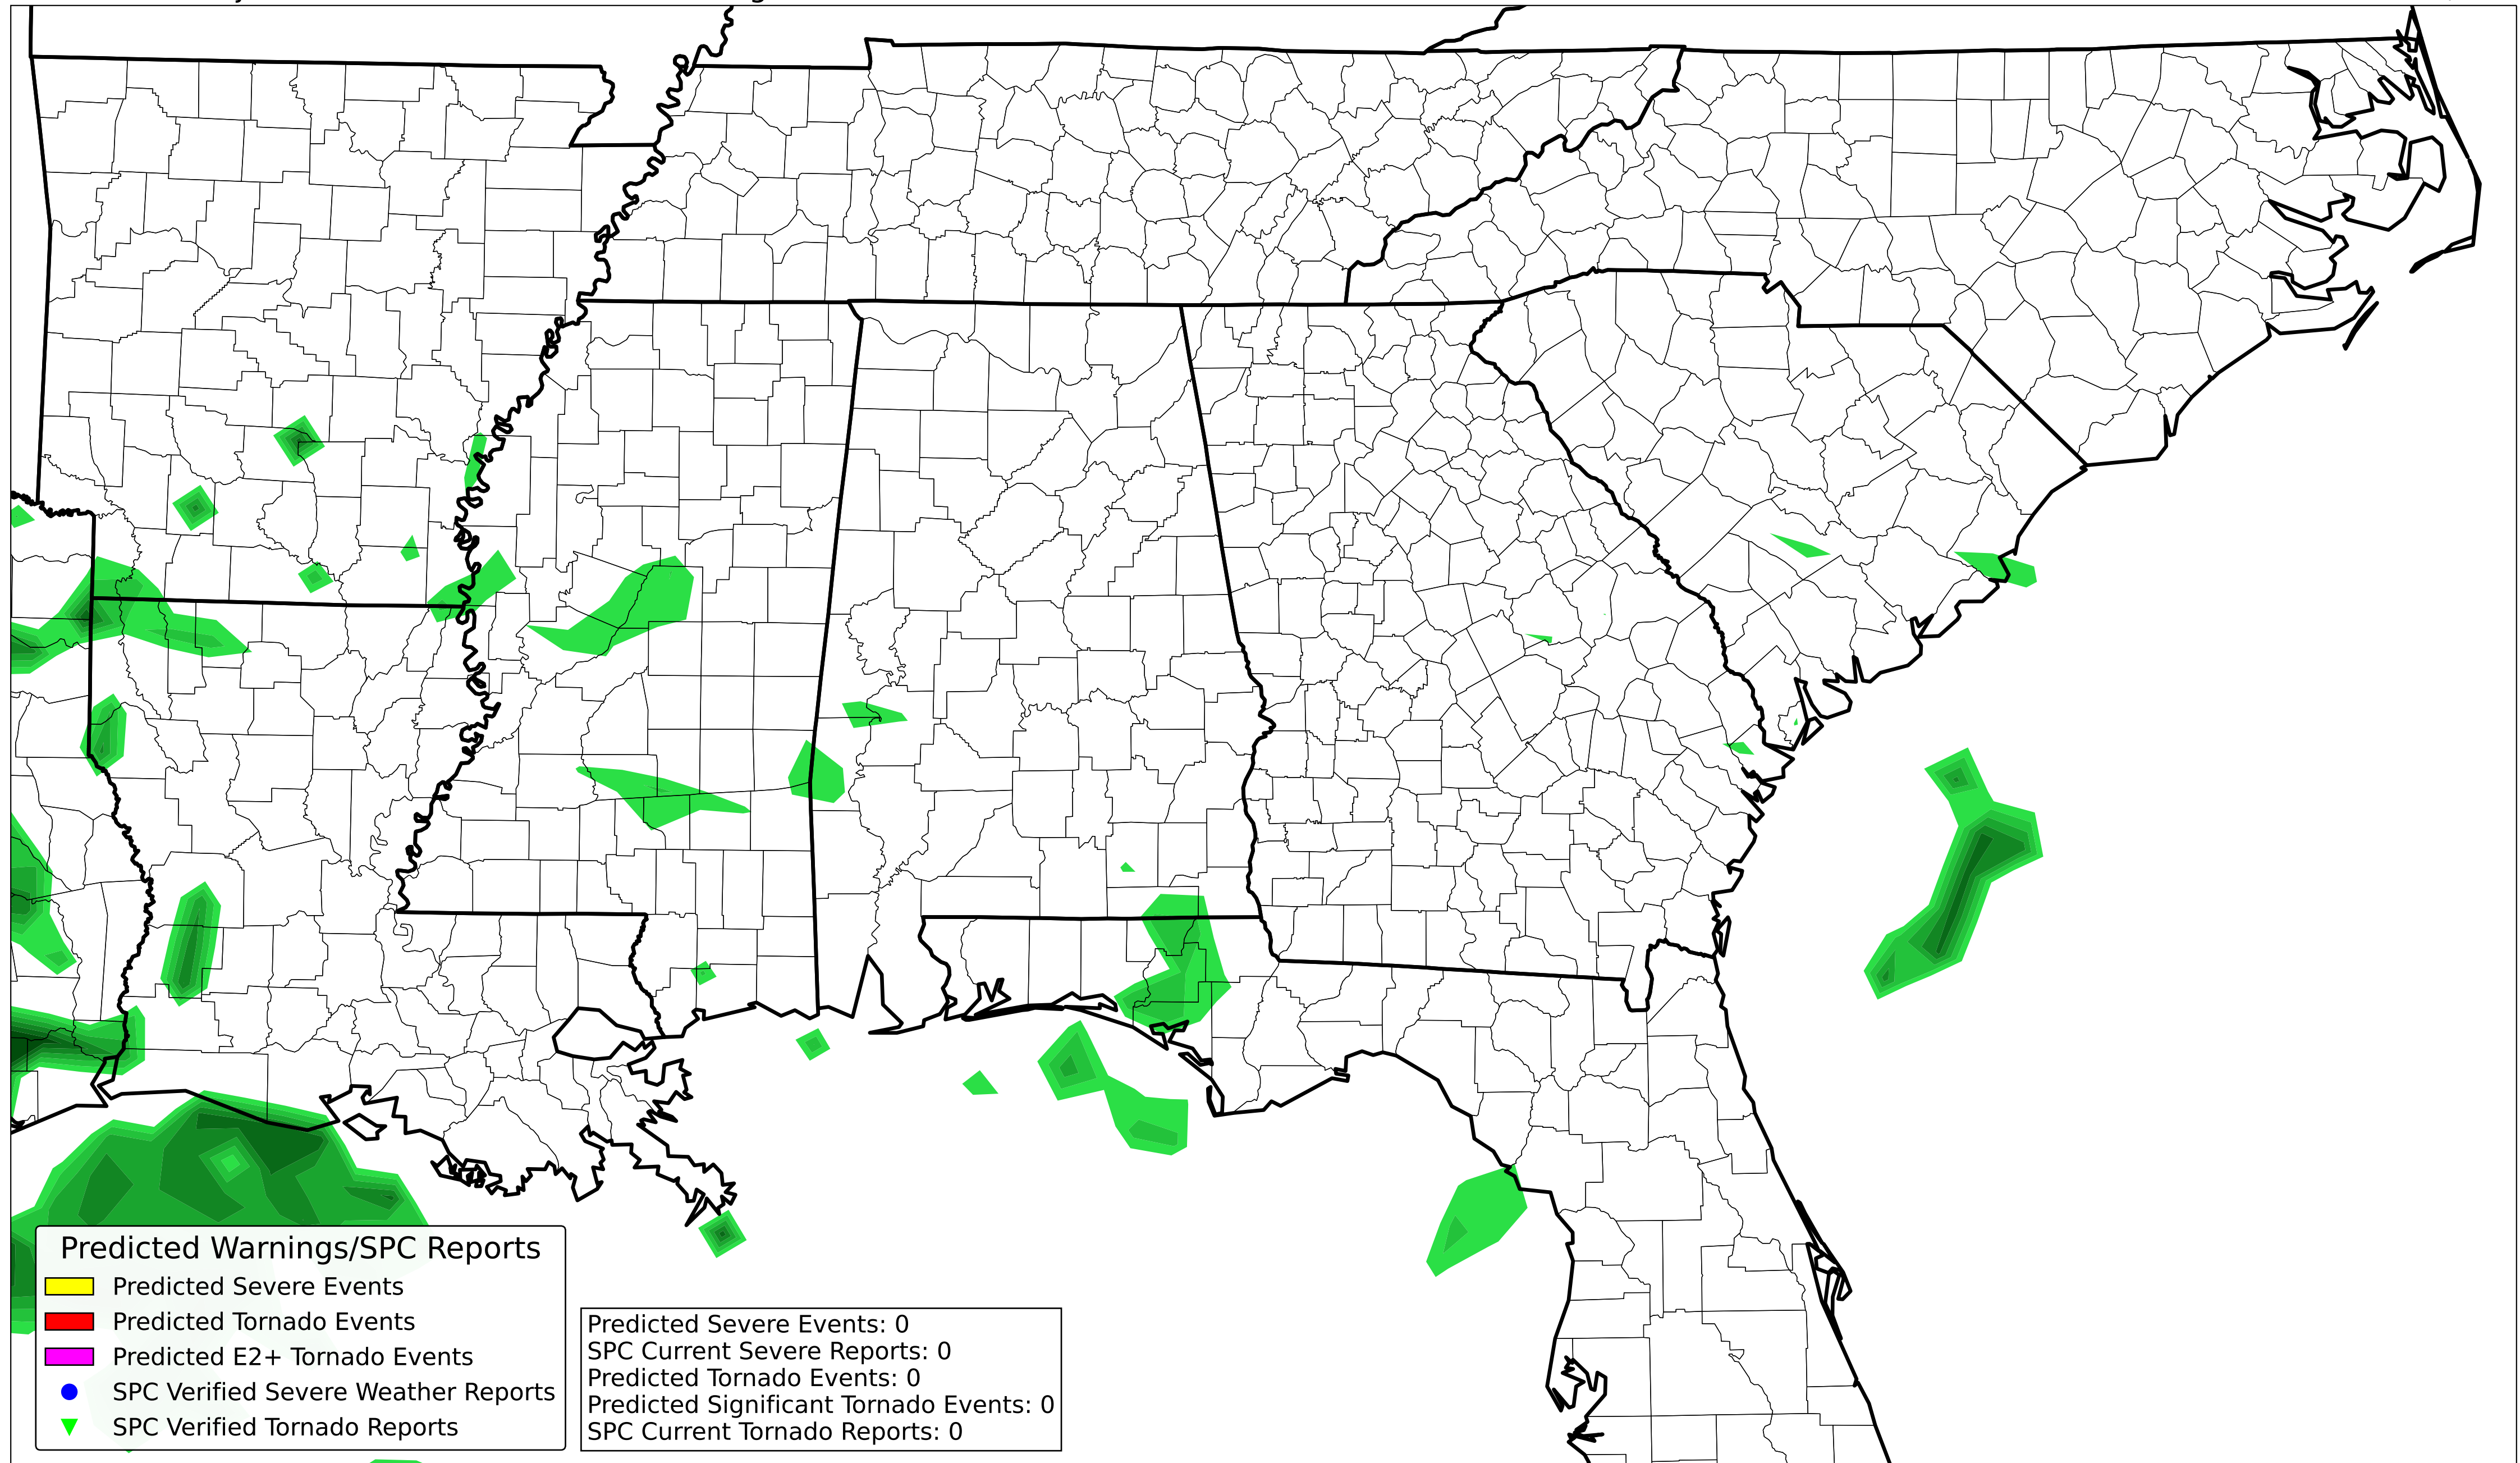 Predicted Warnings/SPC Reports
Predicted Severe Events
Predicted Tornado Events
Predicted E2+ Tornado Events
SPC Verified Severe Weather Reports
SPC Verified Tornado Reports
Predicted Severe Events: 0
SPC Current Severe Reports: 0
Predicted Tornado Events: 0
Predicted Significant Tornado Events: 0
SPC Current Tornado Reports: 0